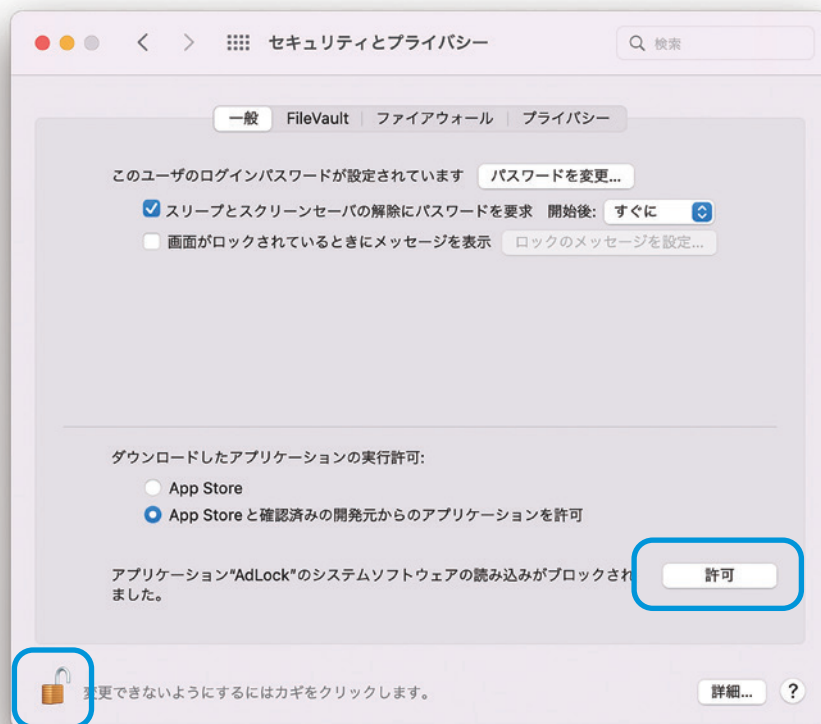 セキュリティとプライバシー
検索
一般 FileVault ファイアウォール プライバシー
このユーザのログインパスワードが設定されています パスワードを変更...
スリープとスクリーンセーバの解除にパスワードを要求 開始後: すぐに
画面がロックされているときにメッセージを表示 ロックのメッセージを設定...
ダウンロードしたアプリケーションの実行許可:
App Store
App Storeと確認済みの開発元からのアプリケーションを許可
アプリケーション“AdLock”のシステムソフトウェアの読み込みがブロックされ 許可
ました。
変更できないようにするにはカギをクリックします。 詳細... ?